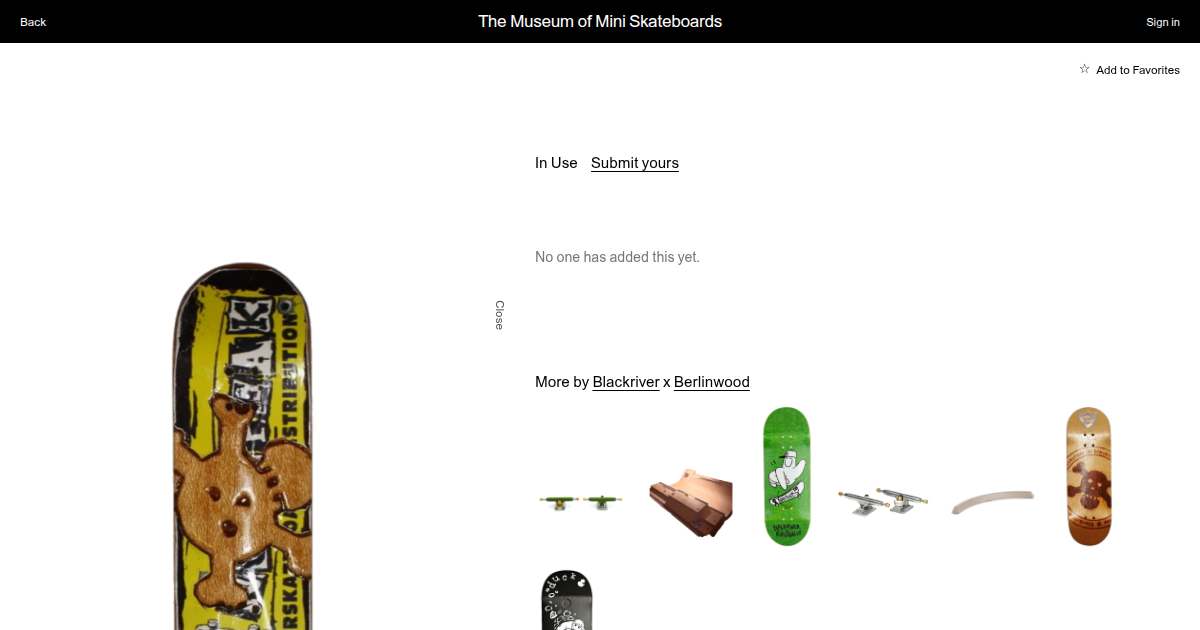 Back
The Museum of Mini Skateboards
Sign in
☆ Add to Favorites
In Use Submit yours
No one has added this yet.
Close
More by Blackriver x Berlinwood